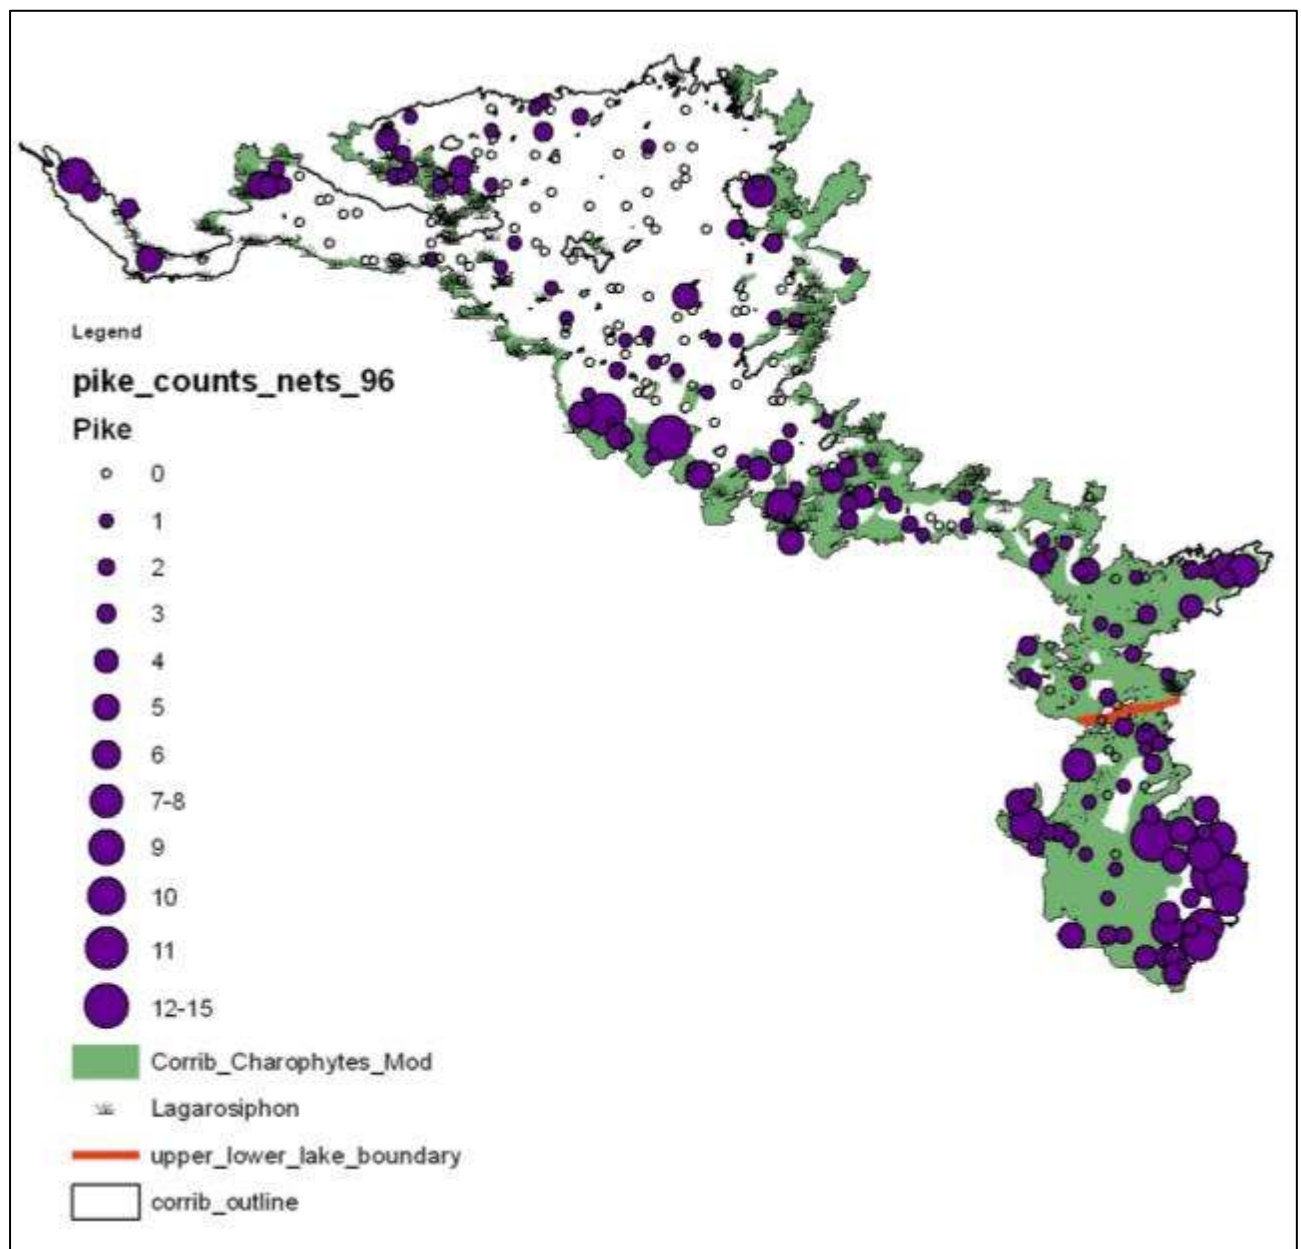 Legend
pike_counts_nets_96
Pike
0
1
2
3
4
5
6
7-8
9
10
11
12-15
Corrib_Charophytes_Mod
Lagarosiphon
upper_lower_lake_boundary
corrib_outline